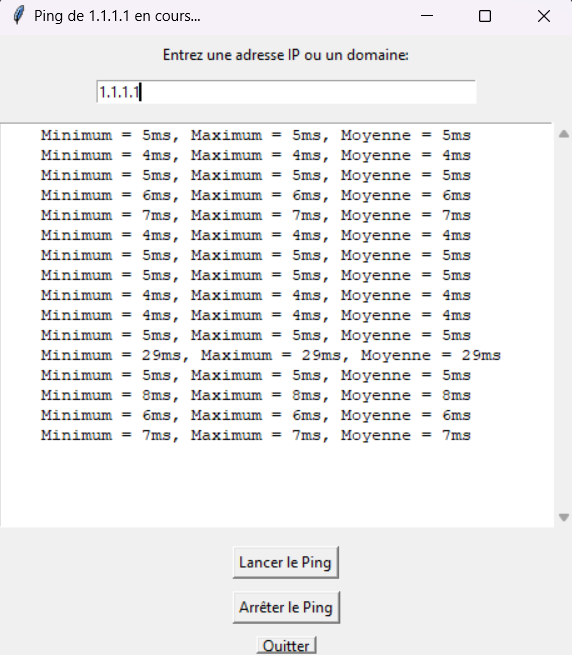 Ping de 1.1.1.1 en cours...
Entrez une adresse IP ou un domaine:
1.1.1.1
Minimum = 5ms, Maximum = 5ms, Moyenne = 5ms
Minimum = 4ms, Maximum = 4ms, Moyenne = 4ms
Minimum = 5ms, Maximum = 5ms, Moyenne = 5ms
Minimum = 6ms, Maximum = 6ms, Moyenne = 6ms
Minimum = 7ms, Maximum = 7ms, Moyenne = 7ms
Minimum = 4ms, Maximum = 4ms, Moyenne = 4ms
Minimum = 5ms, Maximum = 5ms, Moyenne = 5ms
Minimum = 5ms, Maximum = 5ms, Moyenne = 5ms
Minimum = 4ms, Maximum = 4ms, Moyenne = 4ms
Minimum = 4ms, Maximum = 4ms, Moyenne = 4ms
Minimum = 5ms, Maximum = 5ms, Moyenne = 5ms
Minimum = 29ms, Maximum = 29ms, Moyenne = 29ms
Minimum = 5ms, Maximum = 5ms, Moyenne = 5ms
Minimum = 8ms, Maximum = 8ms, Moyenne = 8ms
Minimum = 6ms, Maximum = 6ms, Moyenne = 6ms
Minimum = 7ms, Maximum = 7ms, Moyenne = 7ms
Lancer le Ping
Arrêter le Ping
Quitter